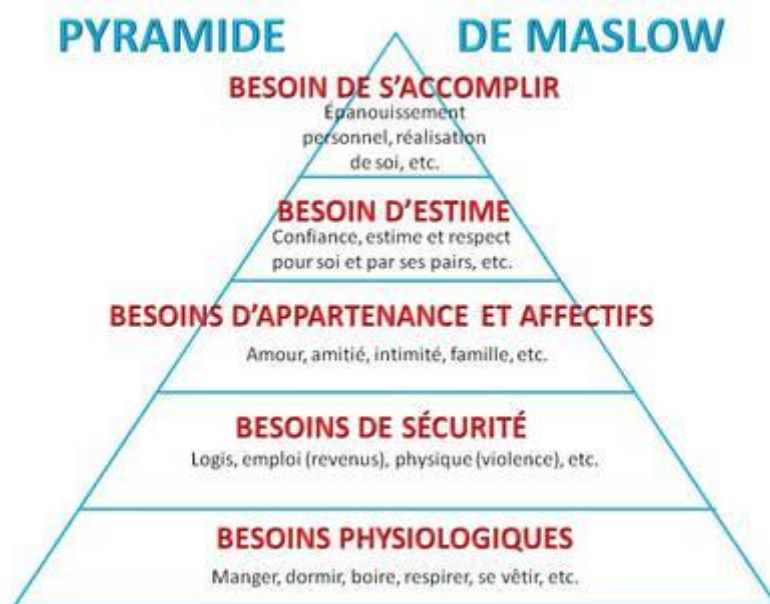 PYRAMIDE DE MASLOW
BESOIN DE S'ACCOMPLIR
Épanouissement
personnel, réalisation
de soi, etc.
BESOIN D'ESTIME
Confiance, estime et respect
pour soi et par ses pairs, etc.
BESOINS D'APPARTENANCE ET AFFECTIFS
Amour, amitié, intimité, famille, etc.
BESOINS DE SÉCURITÉ
Logis, emploi (revenus), physique (violence), etc.
BESOINS PHYSIOLOGIQUES
Manger, dormir, boire, respirer, se vêtir, etc.